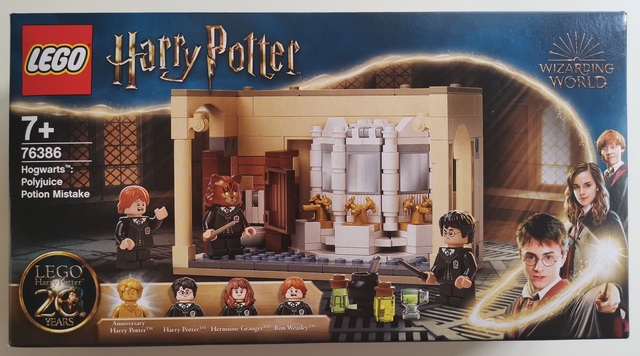 LEGO
Harry Potter
WIZARDING
WORLD
7+
76386
Hogwarts™:
Polyjuice
Potion Mistake
LEGO
Harry Potter
20
YEARS
Anniversary
Harry Potter™
Harry Potter™
Hermione Granger™
Ron Weasley™